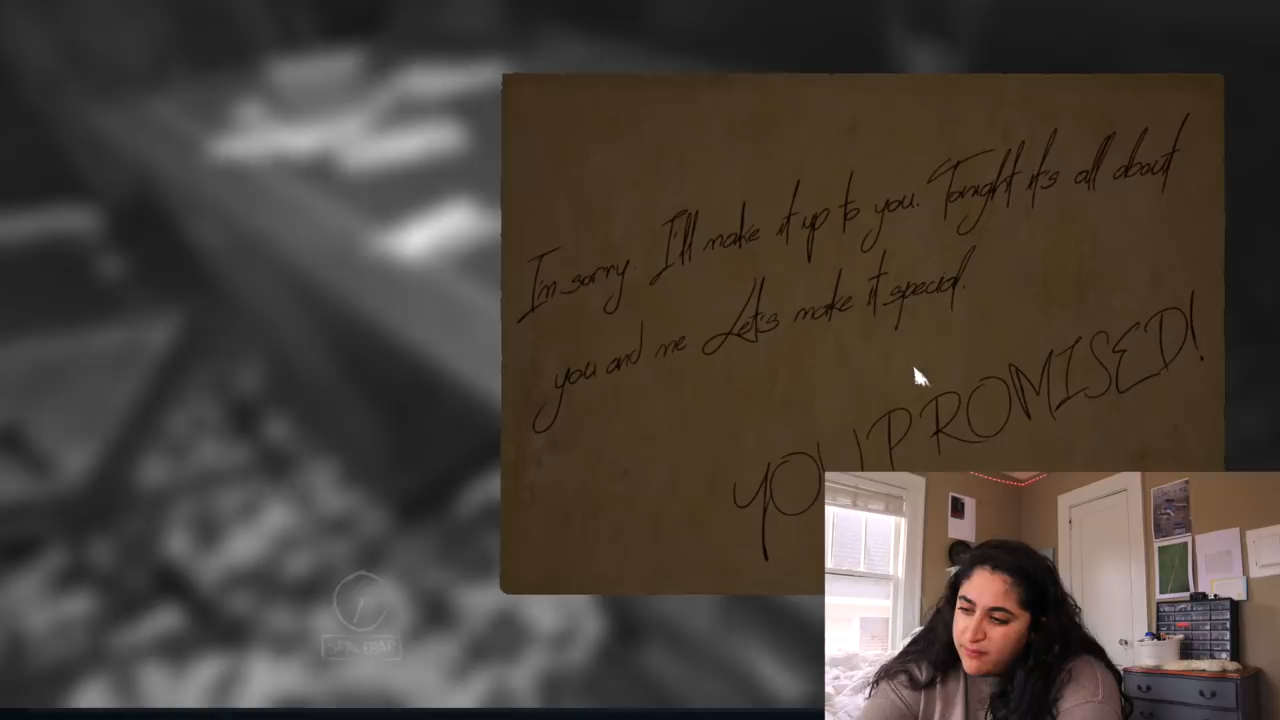 I'm sorry. I'll make it up to you. Tonight it's all about
you and me Let's make it special.
YOU PROMISED!
SPACEBAR